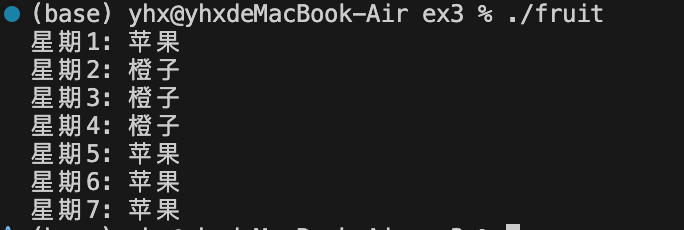 (base) yhx@yhxdeMacBook-Air ex3 % ./fruit
星期1: 苹果
星期2: 橙子
星期3: 橙子
星期4: 橙子
星期5: 苹果
星期6: 苹果
星期7: 苹果